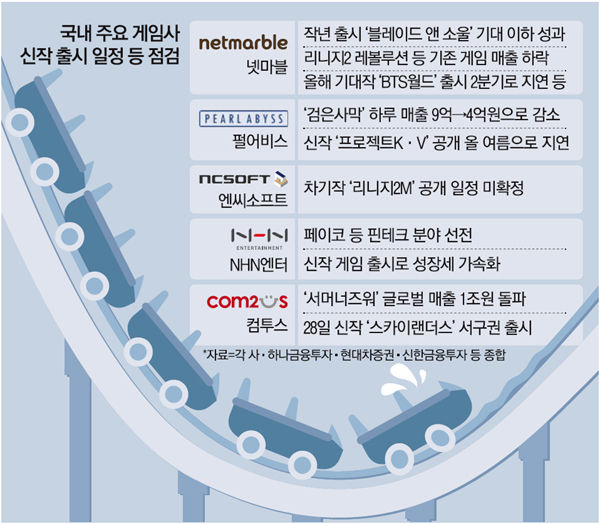 국내 주요 게임사
신작 출시 일정 등 점검
netmarble
넷마블
작년 출시 ‘블레이드 앤 소울’ 기대 이하 성과
리니지2 레볼루션 등 기존 게임 매출 하락
올해 기대작 ‘BTS월드’ 출시 2분기로 지연 등
PEARL ABYSS
펄어비스
‘검은사막’ 하루 매출 9억→4억원으로 감소
신작 ‘프로젝트K·V’ 공개 올 여름으로 지연
NCSOFT
엔씨소프트
차기작 ‘리니지2M’ 공개 일정 미확정
NHN
ENTERTAINMENT
NHN엔터
페이코 등 핀테크 분야 선전
신작 게임 출시로 성장세 가속화
com2us
컴투스
‘서머너즈워’ 글로벌 매출 1조원 돌파
28일 신작 ‘스카이랜더스’ 서구권 출시
*자료=각 사·하나금융투자·현대차증권·신한금융투자 등 종합